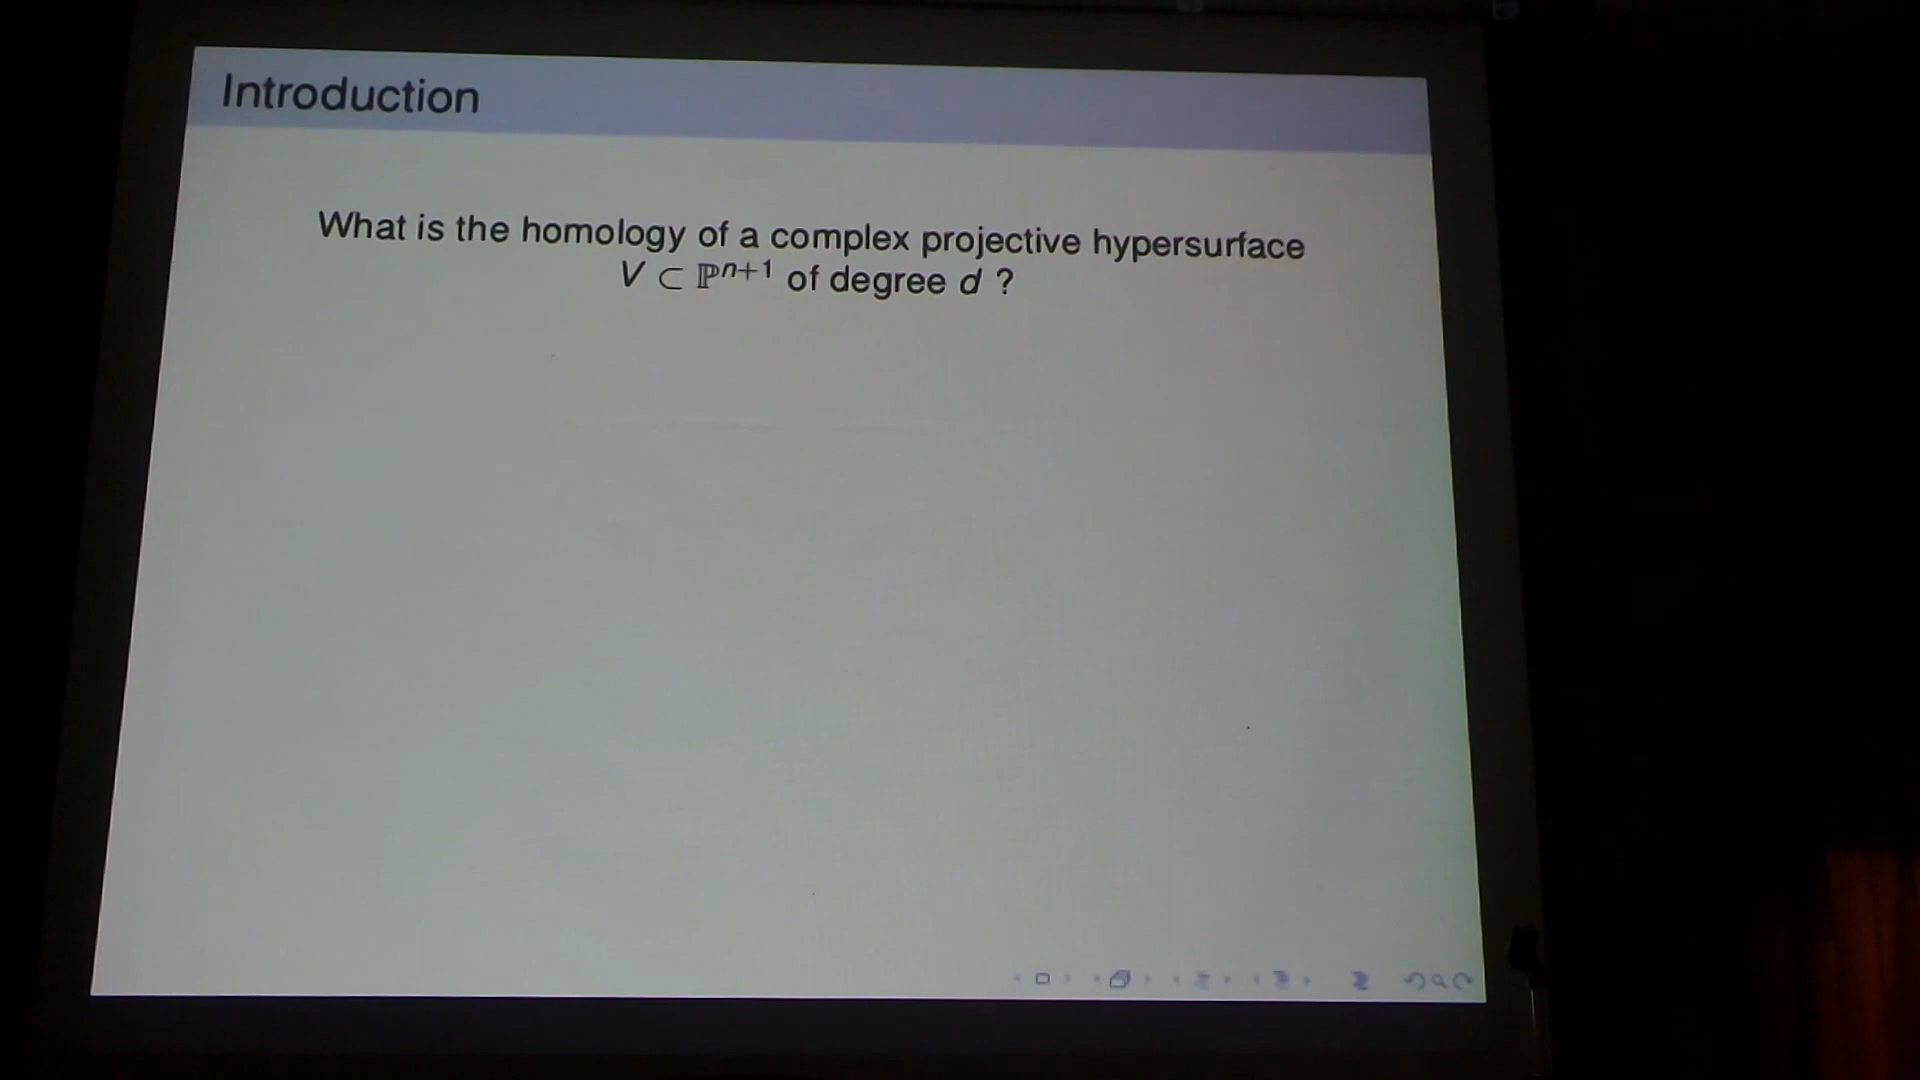 Introduction
What is the homology of a complex projective hypersurface
V ⊂ ℙⁿ⁺¹ of degree d ?